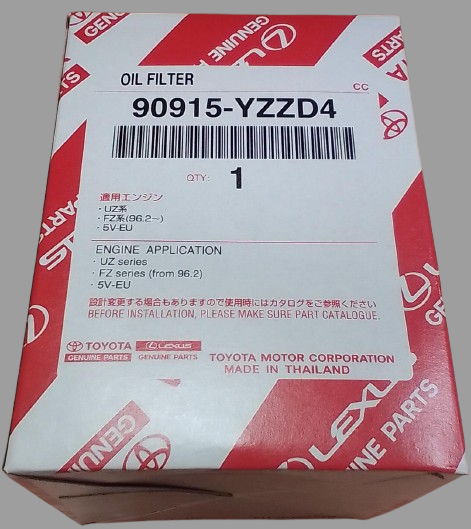 GENUINE PARTS
LEXUS
PARTS
OIL FILTER
CC
90915-YZZD4
QTY: 1
適用エンジン
・UZ系
・FZ系(96.2～)
・5V-EU
ENGINE APPLICATION
・UZ series
・FZ series (from 96.2)
・5V-EU
設計変更する場合もありますので使用時にはカタログをご参照ください
BEFORE INSTALLATION, PLEASE MAKE SURE PART CATALOGUE.
TOYOTA
GENUINE PARTS
LEXUS
GENUINE PARTS
TOYOTA MOTOR CORPORATION
MADE IN THAILAND
GENUINE
LEXUS
PARTS